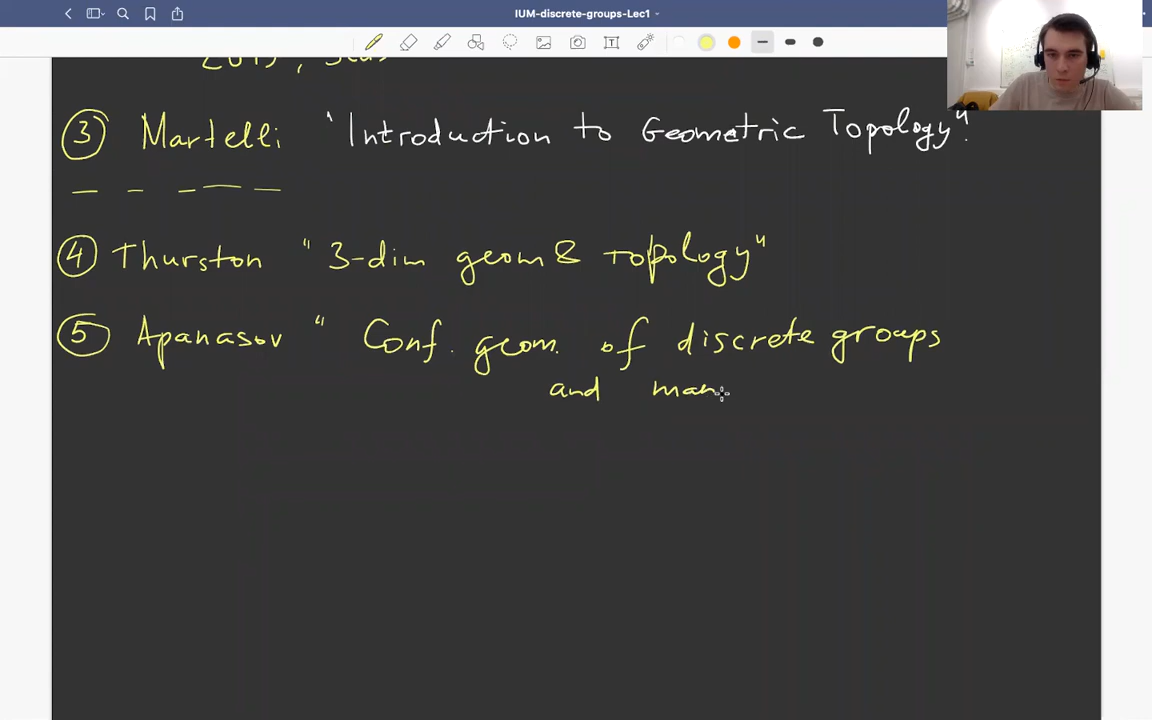 IUM-discrete-groups-Lec1
③ Martelli "Introduction to Geometric Topology".
④ Thurston "3-dim geom & topology"
⑤ Apanasov "Conf. geom. of discrete groups
and man